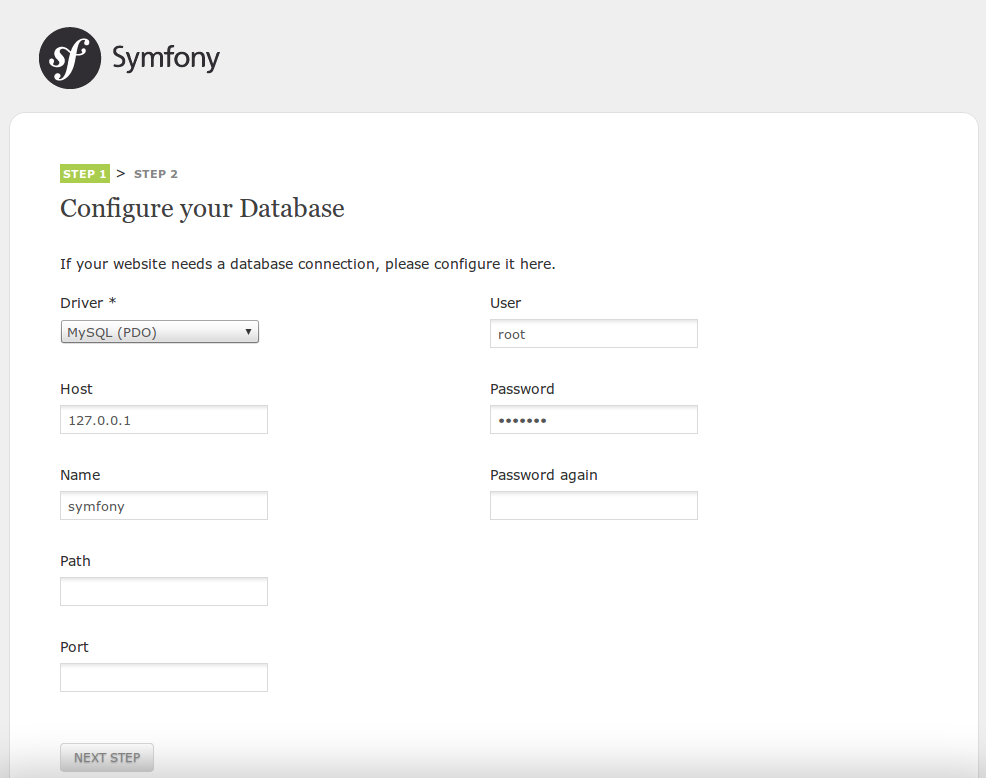 sf Symfony
STEP 1 > STEP 2
Configure your Database
If your website needs a database connection, please configure it here.
Driver *
MySQL (PDO)
Host
127.0.0.1
Name
symfony
Path
Port
User
root
Password
•••••••
Password again
NEXT STEP